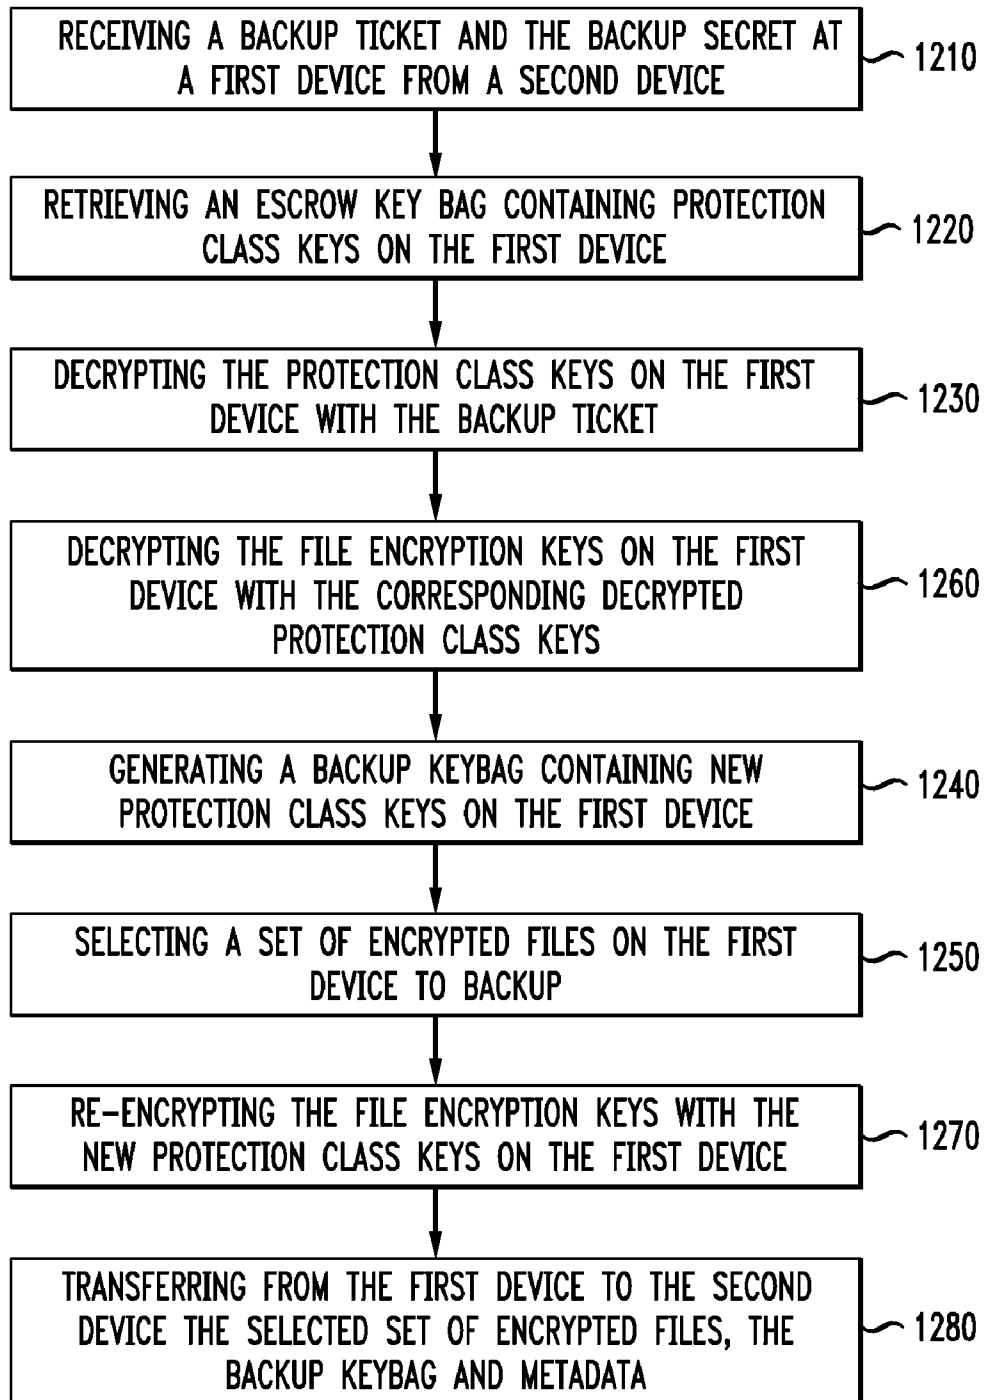 RECEIVING A BACKUP TICKET AND THE BACKUP SECRET AT
A FIRST DEVICE FROM A SECOND DEVICE
1210
RETRIEVING AN ESCROW KEY BAG CONTAINING PROTECTION
CLASS KEYS ON THE FIRST DEVICE
1220
DECRYPTING THE PROTECTION CLASS KEYS ON THE FIRST
DEVICE WITH THE BACKUP TICKET
1230
DECRYPTING THE FILE ENCRYPTION KEYS ON THE FIRST
DEVICE WITH THE CORRESPONDING DECRYPTED
PROTECTION CLASS KEYS
1260
GENERATING A BACKUP KEYBAG CONTAINING NEW
PROTECTION CLASS KEYS ON THE FIRST DEVICE
1240
SELECTING A SET OF ENCRYPTED FILES ON THE FIRST
DEVICE TO BACKUP
1250
RE-ENCRYPTING THE FILE ENCRYPTION KEYS WITH THE
NEW PROTECTION CLASS KEYS ON THE FIRST DEVICE
1270
TRANSFERRING FROM THE FIRST DEVICE TO THE SECOND
DEVICE THE SELECTED SET OF ENCRYPTED FILES, THE
BACKUP KEYBAG AND METADATA
1280